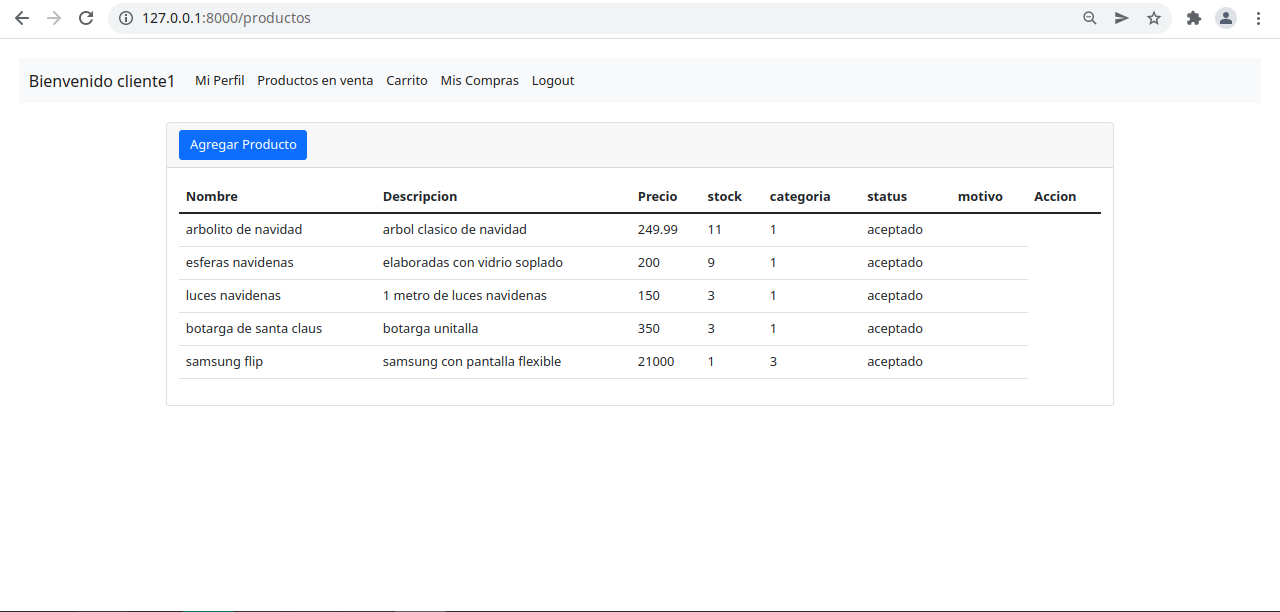 127.0.0.1:8000/productos
Bienvenido cliente1 Mi Perfil Productos en venta Carrito Mis Compras Logout
Agregar Producto
Nombre Descripcion Precio stock categoria status motivo Accion
arbolito de navidad arbol clasico de navidad 249.99 11 1 aceptado
esferas navidenas elaboradas con vidrio soplado 200 9 1 aceptado
luces navidenas 1 metro de luces navidenas 150 3 1 aceptado
botarga de santa claus botarga unitalla 350 3 1 aceptado
samsung flip samsung con pantalla flexible 21000 1 3 aceptado